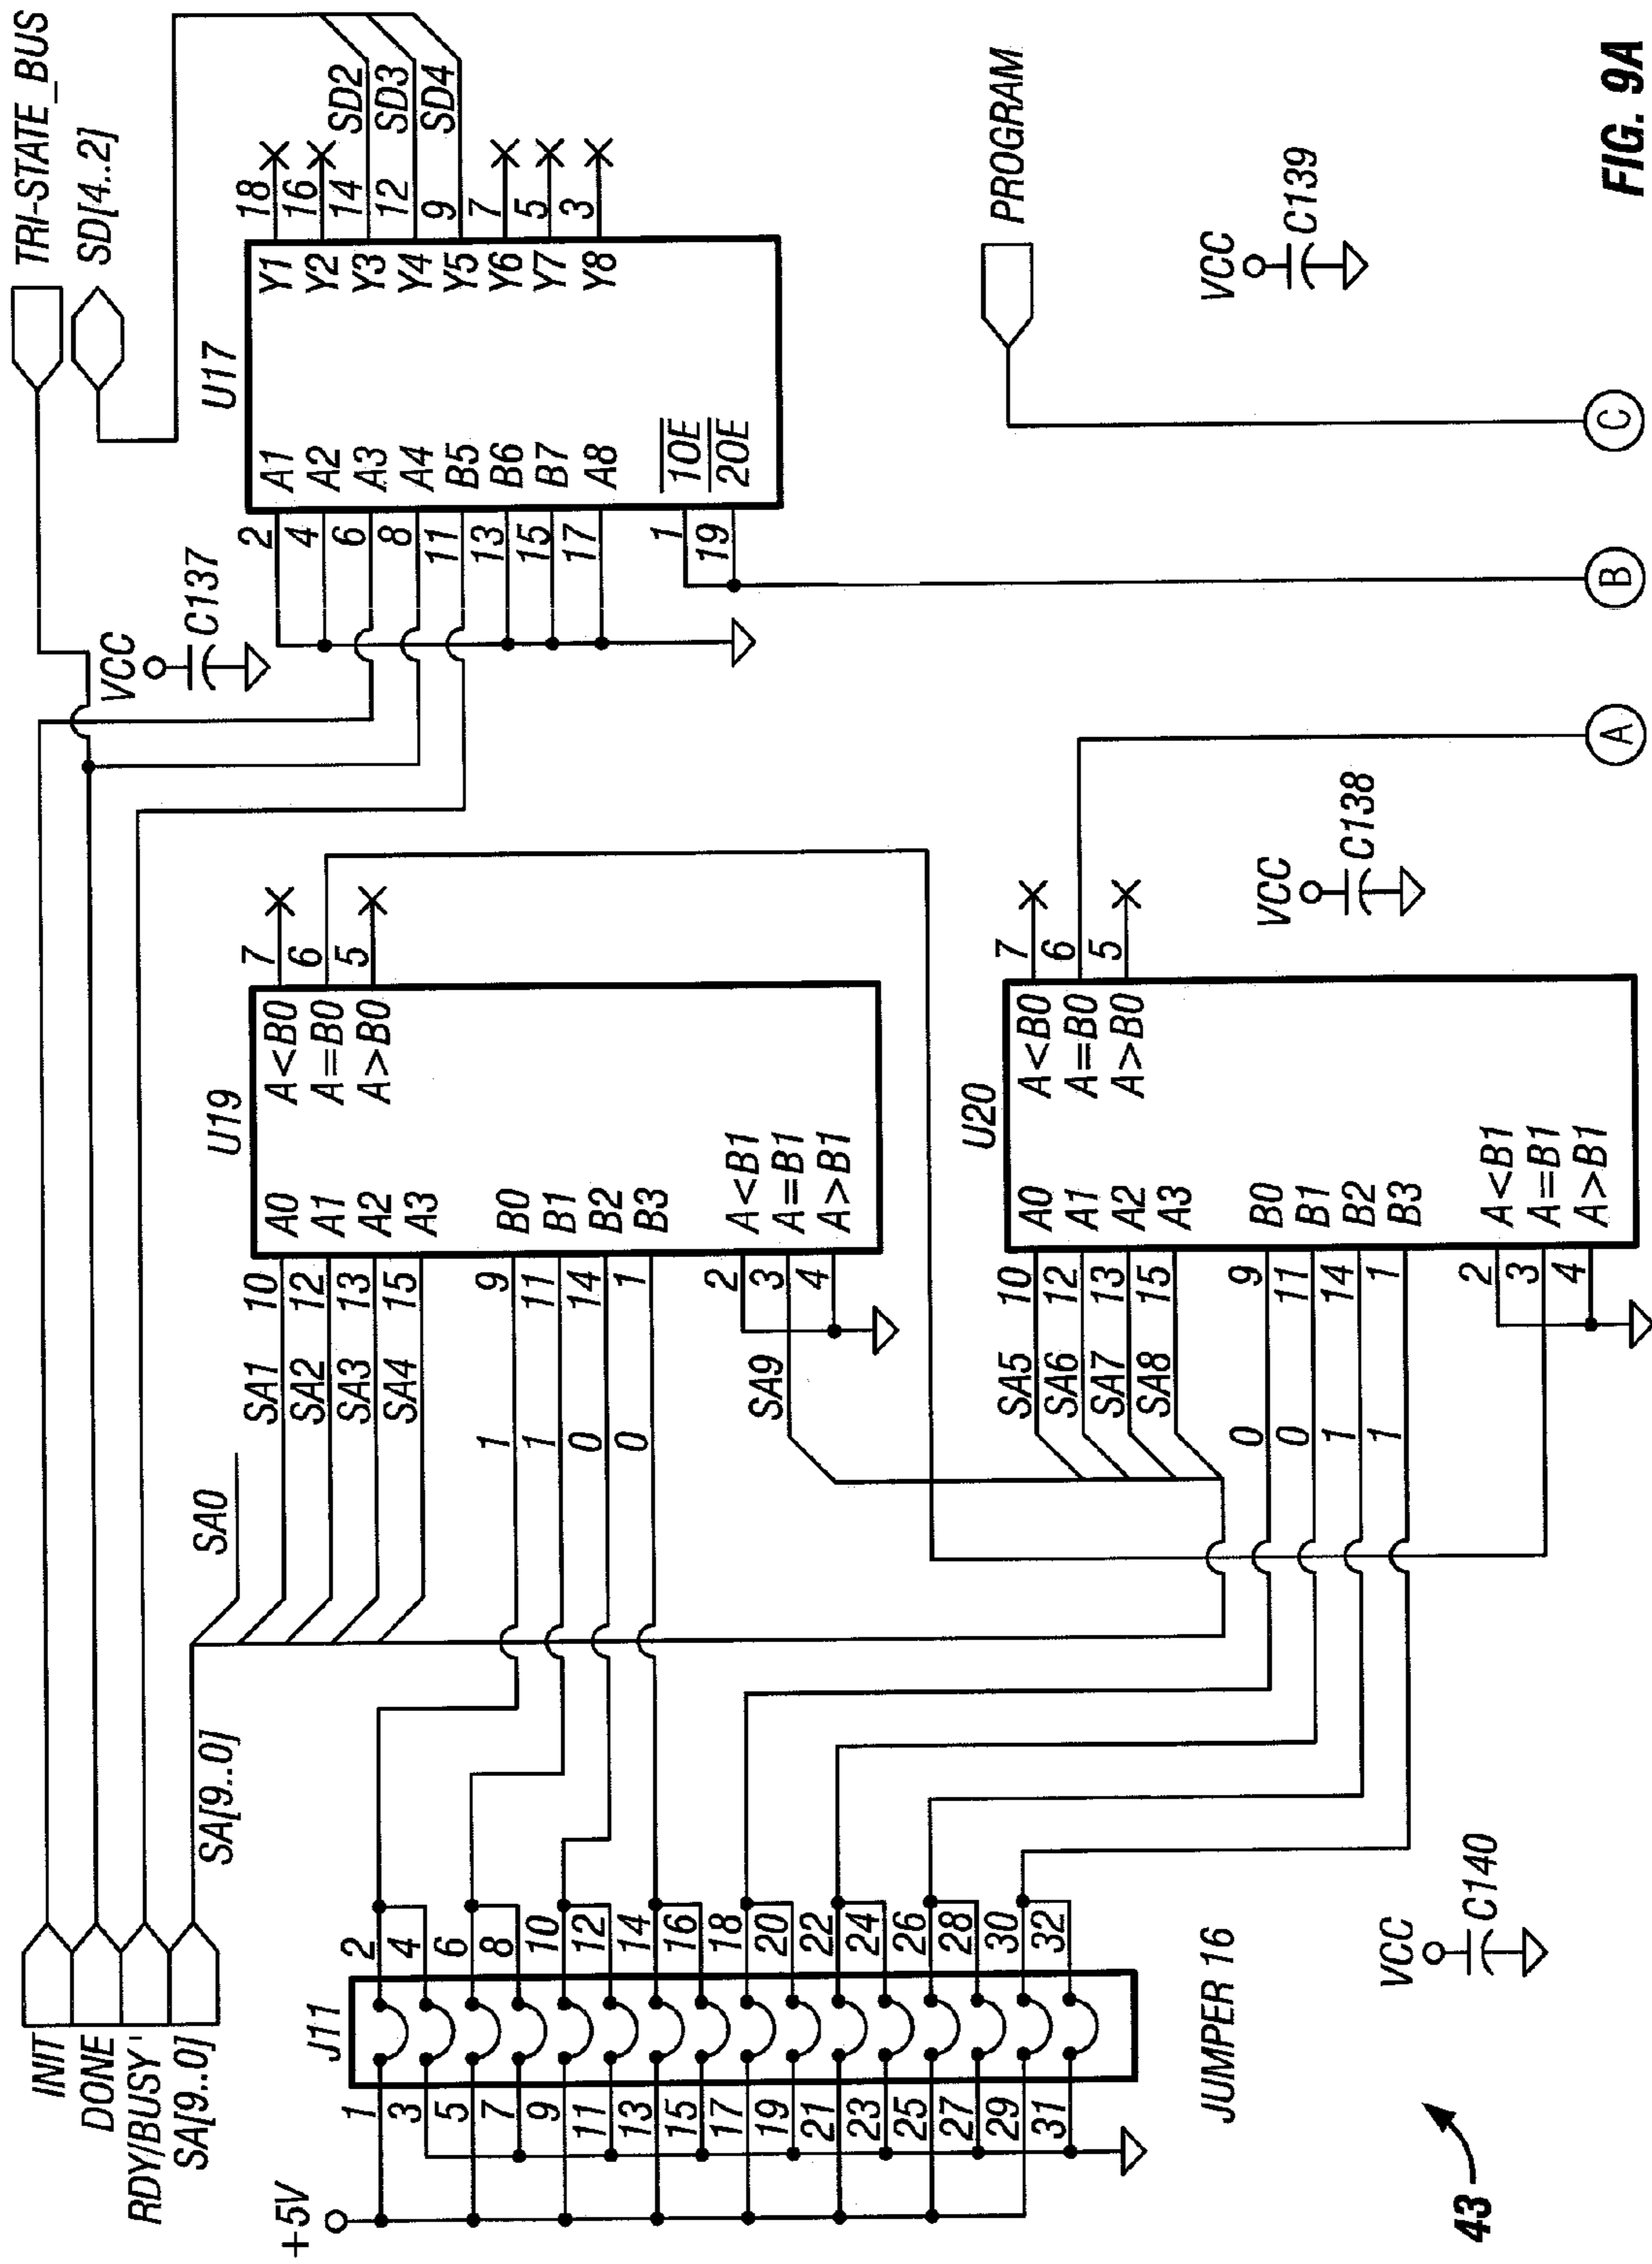 INIT
DONE
RDY/BUSY'
SA[9..0]
SA[9..0]
TRI-STATE_BUS
SD[4..2]
+5V
J11
1 2
3 4
5 6
7 8
9 10
11 12
13 14
15 16
17 18
19 20
21 22
23 24
25 26
27 28
29 30
31 32
JUMPER 16
VCC
C140
43
SA0
U19
SA1 10 A0 A<B0 7
SA2 12 A1 A=B0 6
SA3 13 A2 A>B0 5
SA4 15 A3
1 9 B0
1 11 B1
0 14 B2
0 1 B3
2 A<B1
SA9 3 A=B1
4 A>B1
U20
SA5 10 A0 A<B0 7
SA6 12 A1 A=B0 6
SA7 13 A2 A>B0 5
SA8 15 A3
0 9 B0
0 11 B1
1 14 B2
1 1 B3
2 A<B1
3 A=B1
4 A>B1
VCC
C138
VCC
C137
U17
2 A1 Y1 18
4 A2 Y2 16
6 A3 Y3 14 SD2
8 A4 Y4 12 SD3
11 B5 Y5 9 SD4
13 B6 Y6 7
15 B7 Y7 5
17 A8 Y8 3
1 1OE
19 2OE
PROGRAM
VCC
C139
A
B
C
FIG. 9A